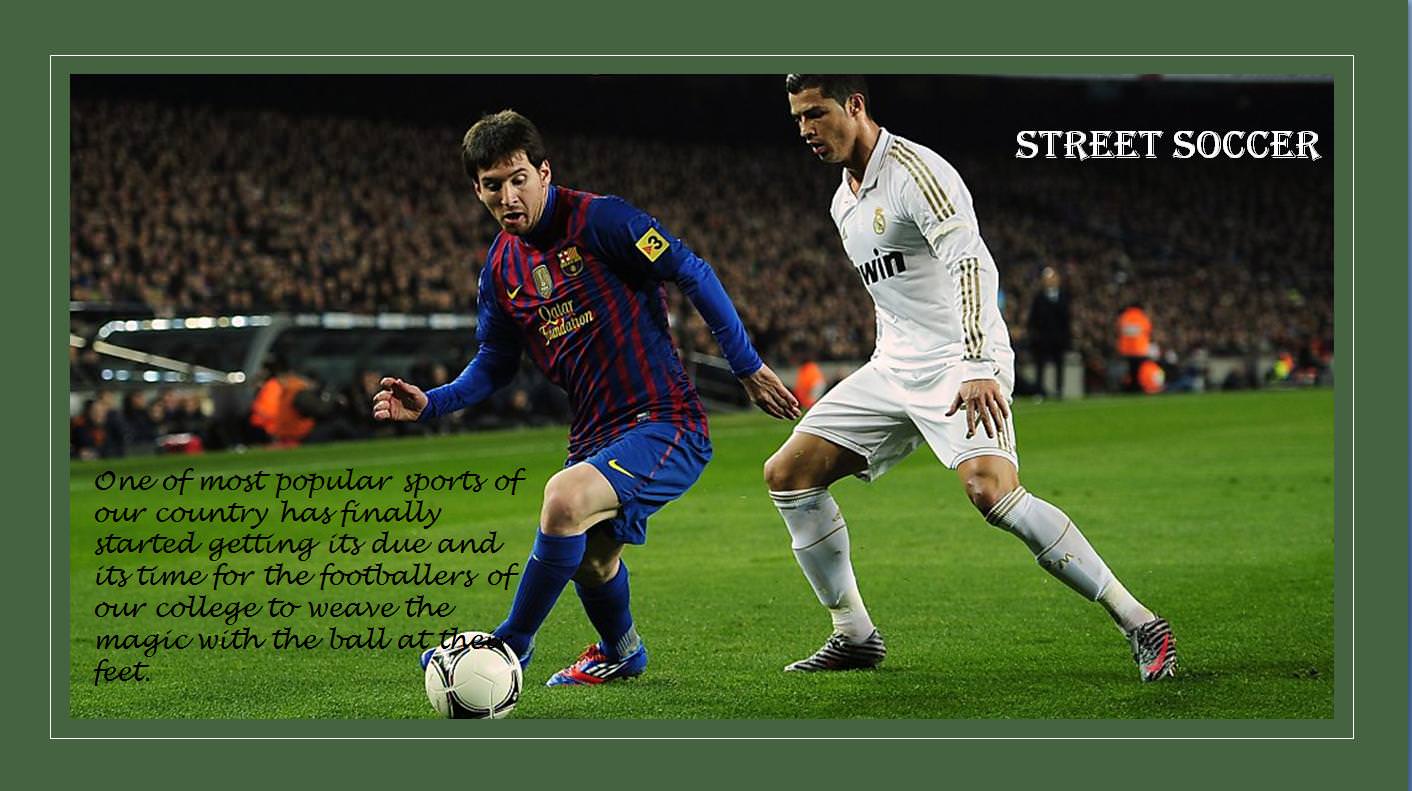 STREET SOCCER
Qatar
Foundation
win
3
One of most popular sports of
our country has finally
started getting its due and
its time for the footballers of
our college to weave the
magic with the ball at their
feet.